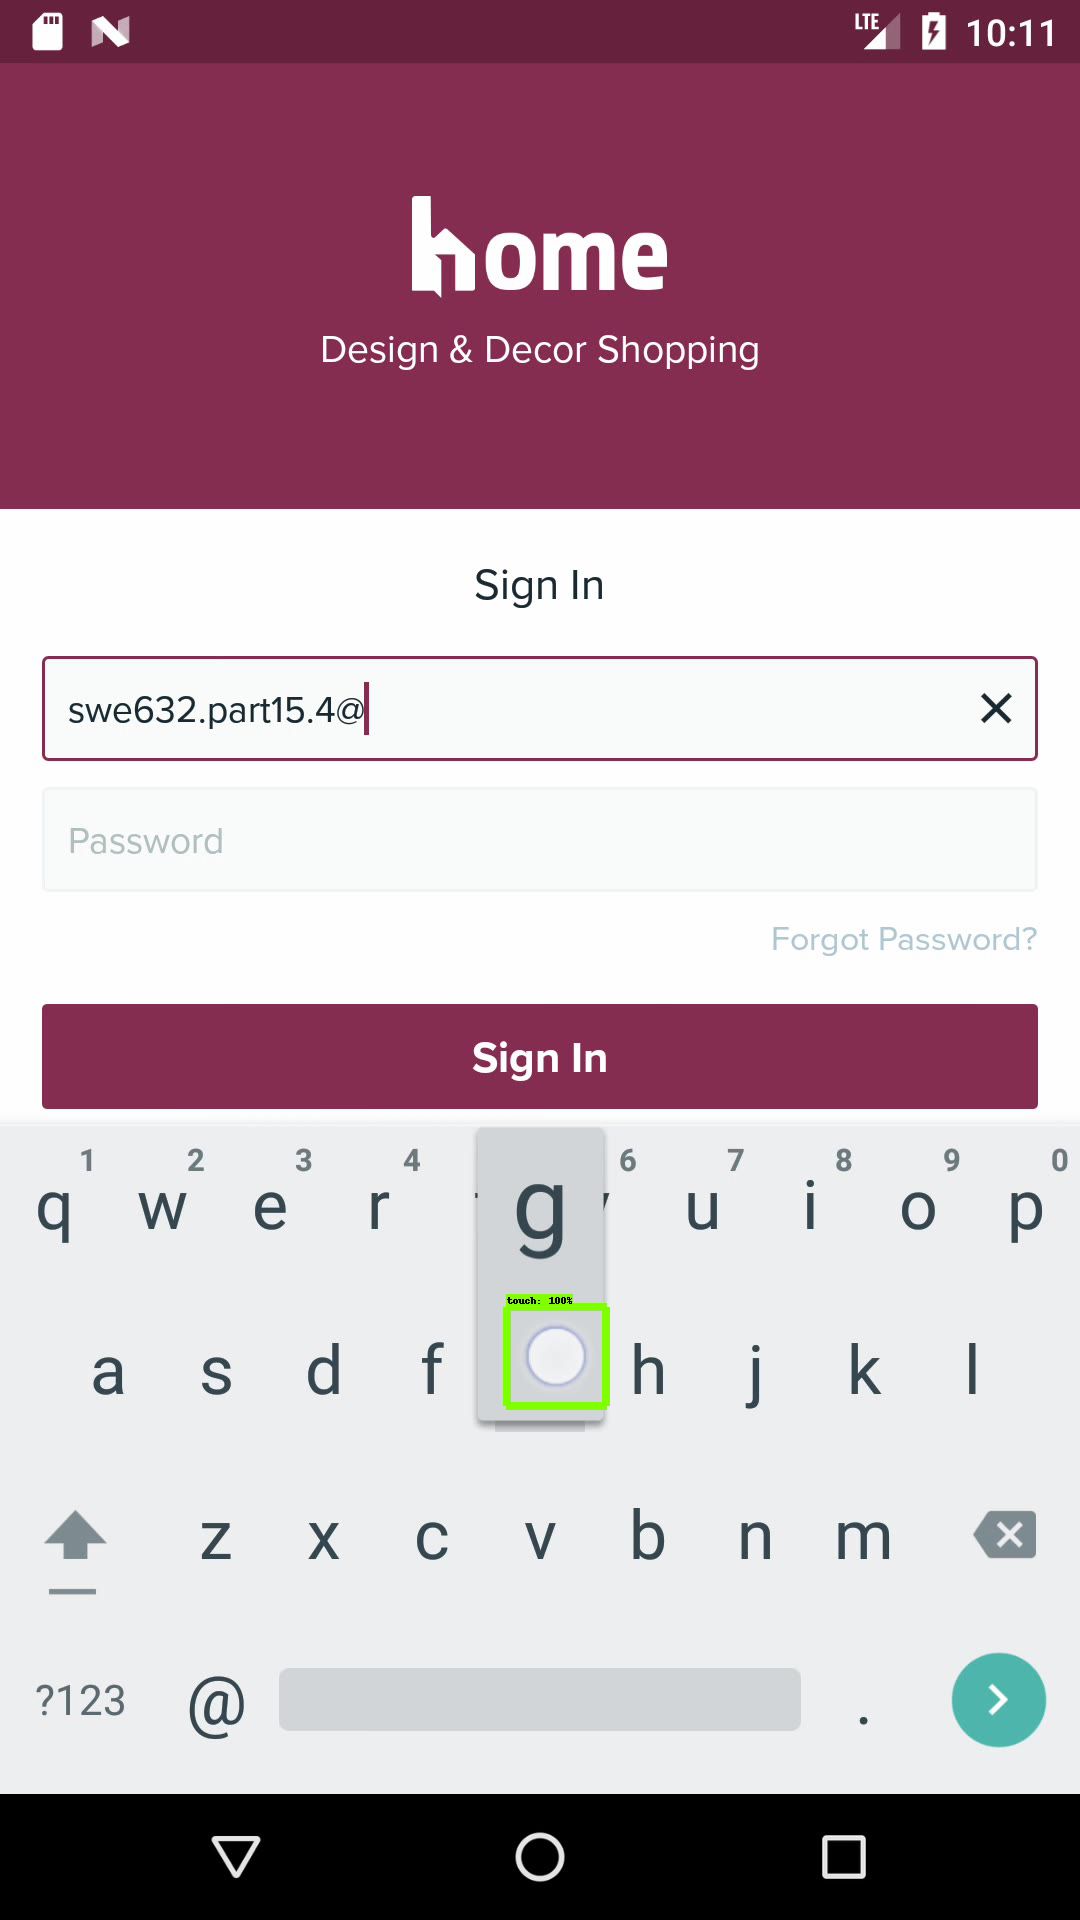 LTE 10:11
home
Design & Decor Shopping
Sign In
swe632.part15.4@
Password
Forgot Password?
Sign In
1 2 3 4 6 7 8 9 0
q w e r g u i o p
touch: 100%
a s d f h j k l
z x c v b n m
?123 @ .